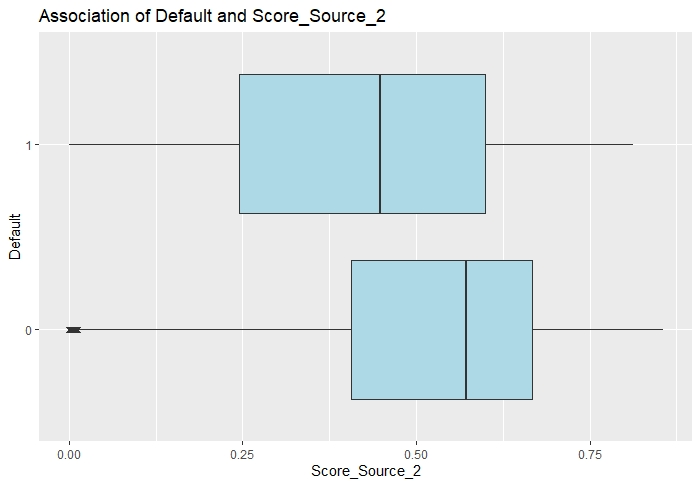 Association of Default and Score_Source_2
Default
1
0
0.00 0.25 0.50 0.75
Score_Source_2